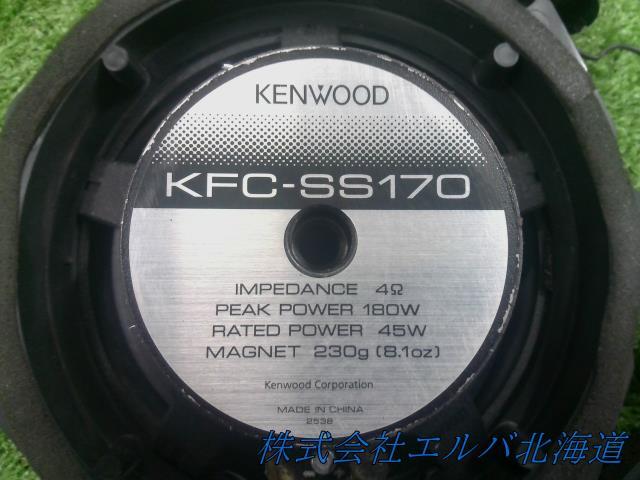 KENWOOD
KFC-SS170
IMPEDANCE 4Ω
PEAK POWER 180W
RATED POWER 45W
MAGNET 230g (8.1oz)
Kenwood Corporation
MADE IN CHINA
2538
株式会社エルバ北海道